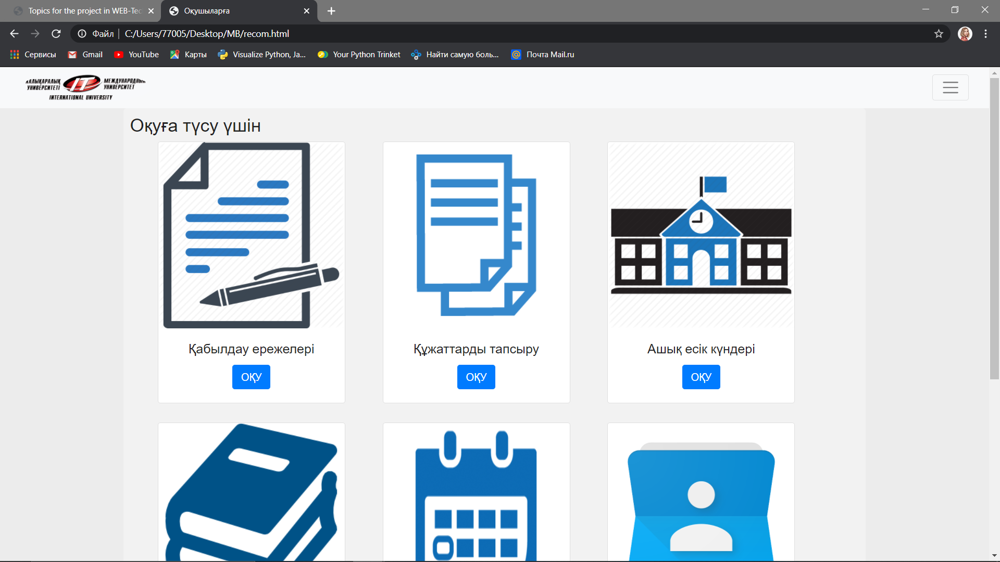 Topics for the project in WEB-Tec
Оқушыларға
Файл
C:/Users/77005/Desktop/MB/recom.html
Сервисы
Gmail
YouTube
Карты
Visualize Python, Ja...
Your Python Trinket
Найти самую боль...
Почта Mail.ru
ХАЛЫҚАРАЛЫҚ УНИВЕРСИТЕТІ
IT
МЕЖДУНАРОДНЫЙ УНИВЕРСИТЕТ
INTERNATIONAL UNIVERSITY
Оқуға түсу үшін
Қабылдау ережелері
Құжаттарды тапсыру
Ашық есік күндері
ОҚУ
ОҚУ
ОҚУ